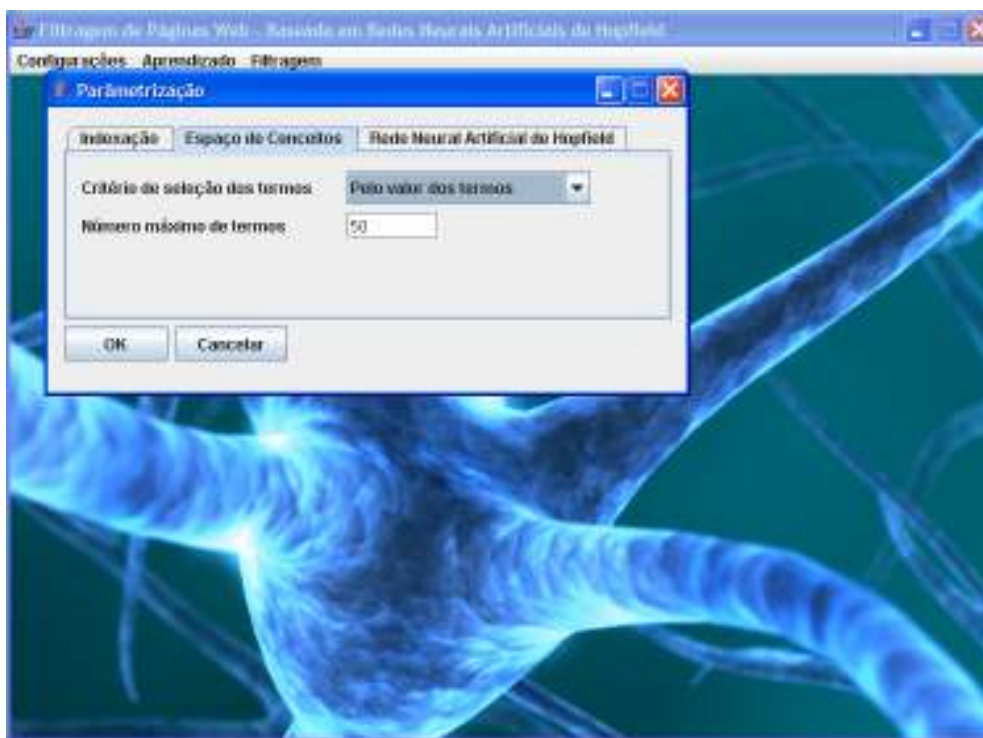 Filtragem de Páginas Web - Baseada em Redes Neurais Artificiais de Hopfield
Configurações Aprendizado Filtragem
Parâmetrização
Indexação Espaço de Conceitos Rede Neural Artificial de Hopfield
Critério de seleção dos termos Pelo valor dos termos
Número máximo de termos 50
OK Cancelar